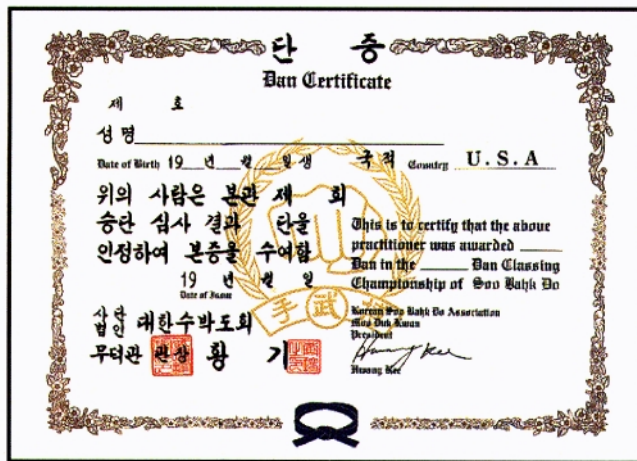 단 증
Dan Certificate
제 호
성명
Date of Birth 19 년 월 일생 국적 Country U.S.A
위의 사람은 본관 제 회
승단 심사 결과 단을
인정하여 본증을 수여함
19 년 월 일
Date of Issue
This is to certify that the above
practitioner was awarded
Dan in the Dan Classing
Championship of Soo Bahk Do
手 武
사단
법인 대한수박도회
무덕관 관장 황 기
Korean Soo Bahk Do Association
Moo Duk Kwan
President
Hwang Kee
Hwang Kee